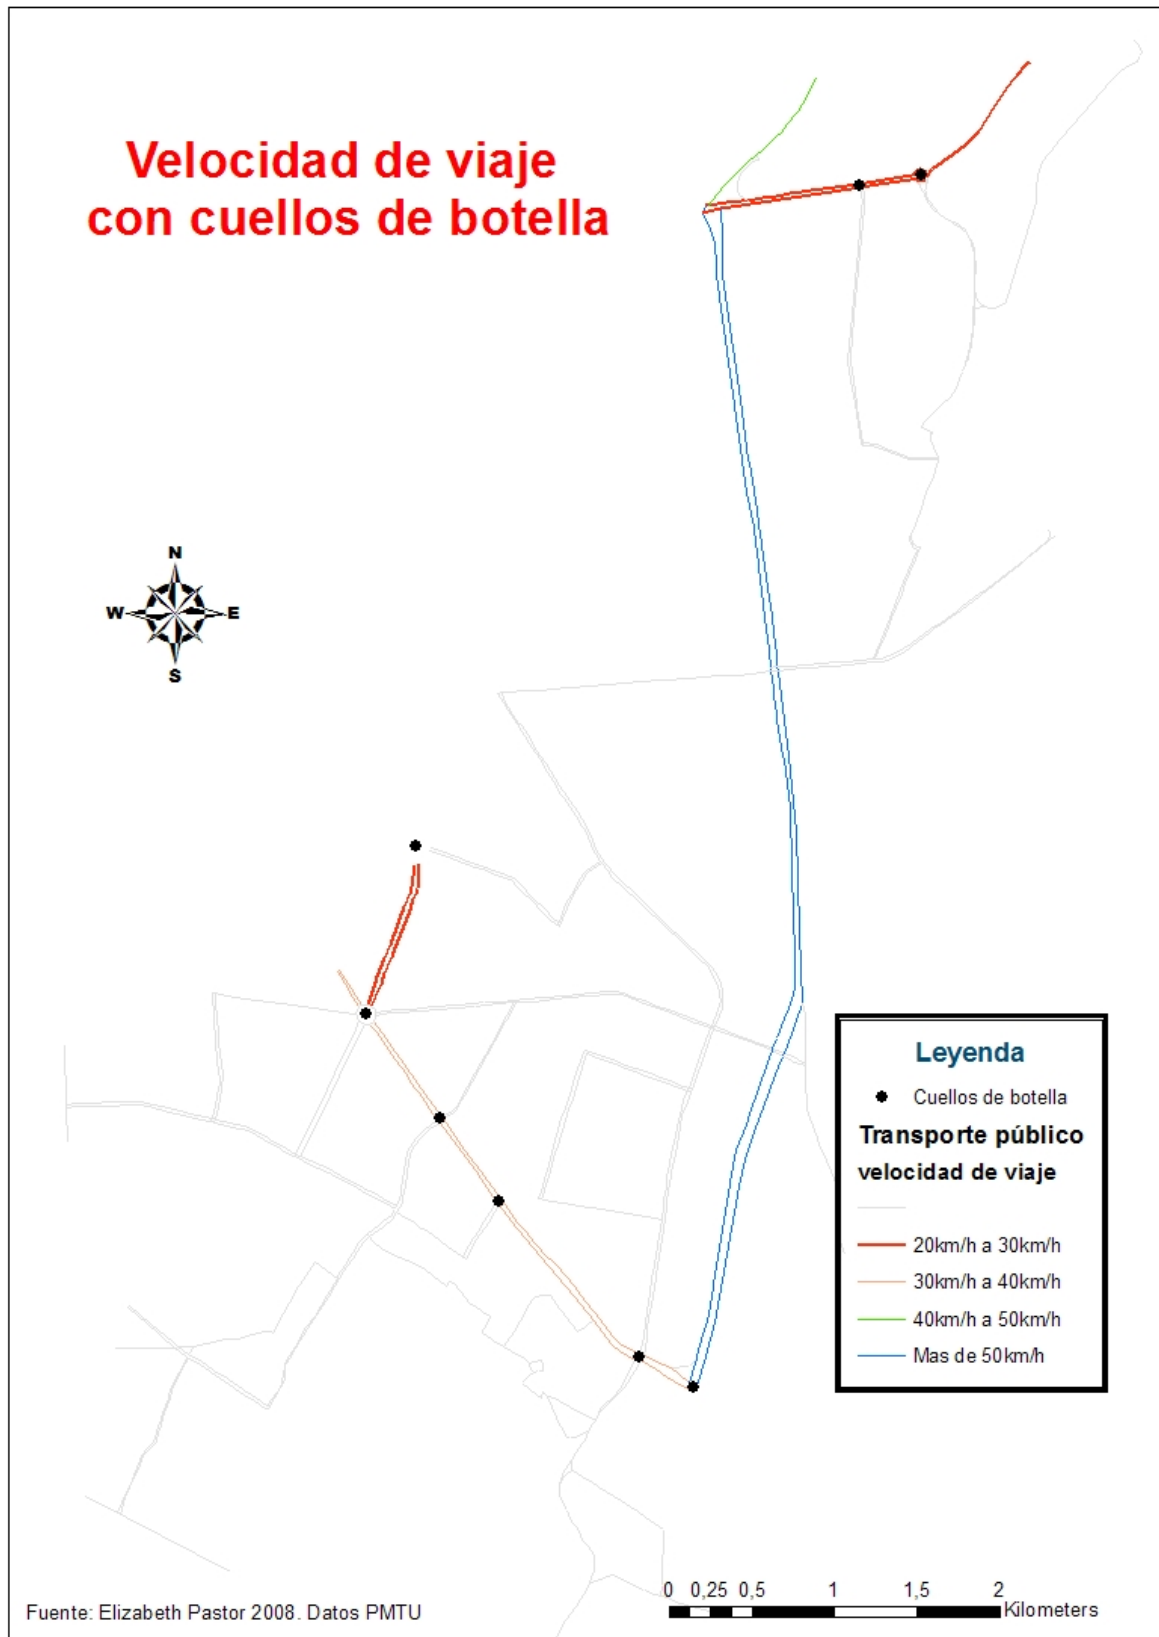 Velocidad de viaje
con cuellos de botella
N
W E
S
Leyenda
Cuellos de botella
Transporte público
velocidad de viaje
20km/h a 30km/h
30km/h a 40km/h
40km/h a 50km/h
Mas de 50km/h
0 0,25 0,5 1 1,5 2
Kilometers
Fuente: Elizabeth Pastor 2008. Datos PMTU